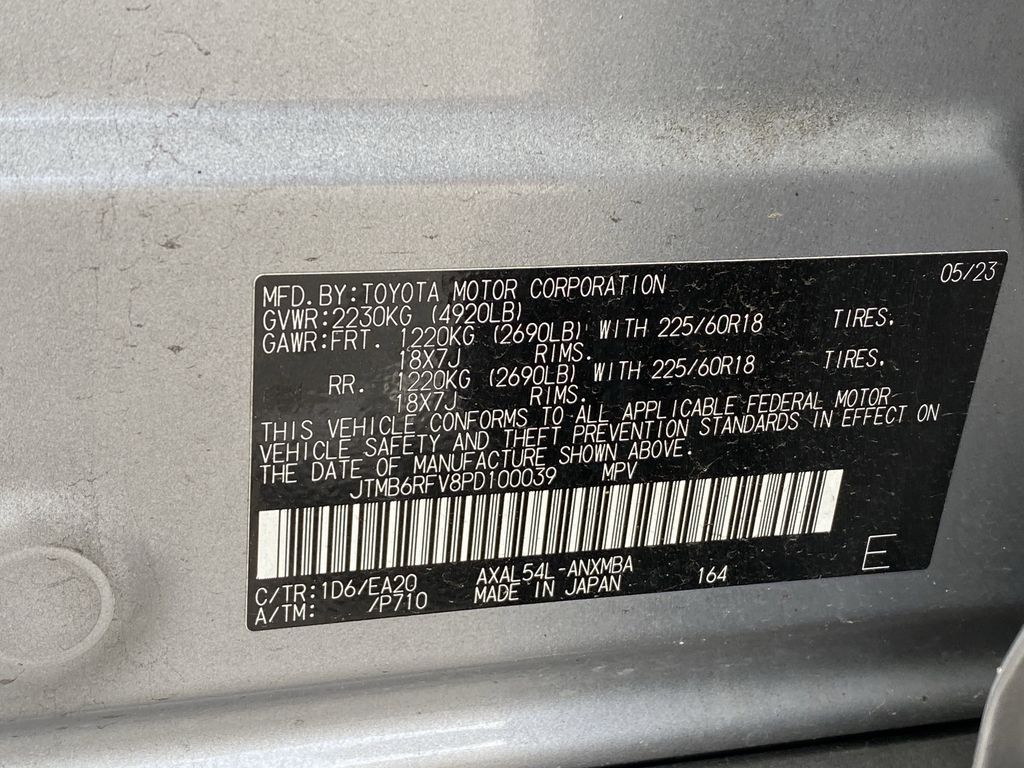 05/23
MFD.BY:TOYOTA MOTOR CORPORATION
GVWR:2230KG (4920LB)
GAWR:FRT. 1220KG (2690LB) WITH 225/60R18 TIRES,
18X7J RIMS.
RR. 1220KG (2690LB) WITH 225/60R18 TIRES,
18X7J RIMS.
THIS VEHICLE CONFORMS TO ALL APPLICABLE FEDERAL MOTOR
VEHICLE SAFETY AND THEFT PREVENTION STANDARDS IN EFFECT ON
THE DATE OF MANUFACTURE SHOWN ABOVE.
JTMB6RFV8PD100039 MPV
C/TR:1D6/EA20 AXAL54L-ANXMBA 164 E
A/TM: /P710 MADE IN JAPAN